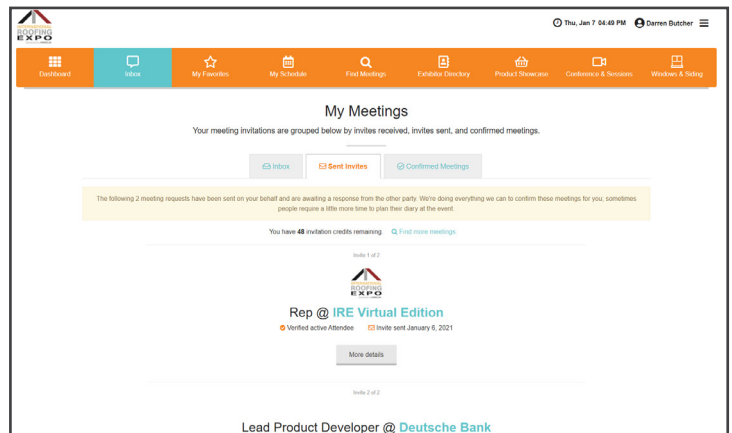 INTERNATIONAL
ROOFING
EXPO
Thu, Jan 7 04:49 PM Darren Butcher
Dashboard Inbox My Favorites My Schedule Find Meetings Exhibitor Directory Product Showcase Conference & Sessions Windows & Siding
My Meetings
Your meeting invitations are grouped below by invites received, invites sent, and confirmed meetings.
Inbox Sent Invites Confirmed Meetings
The following 2 meeting requests have been sent on your behalf and are awaiting a response from the other party. We're doing everything we can to confirm these meetings for you, sometimes
people require a little more time to plan their diary at the event
You have 48 invitation credits remaining Find more meetings.
Invite 1 of 2
INTERNATIONAL
ROOFING
EXPO
Rep @ IRE Virtual Edition
Verified active Attendee Invite sent January 6, 2021
More details
Invite 2 of 2
Lead Product Developer @ Deutsche Bank